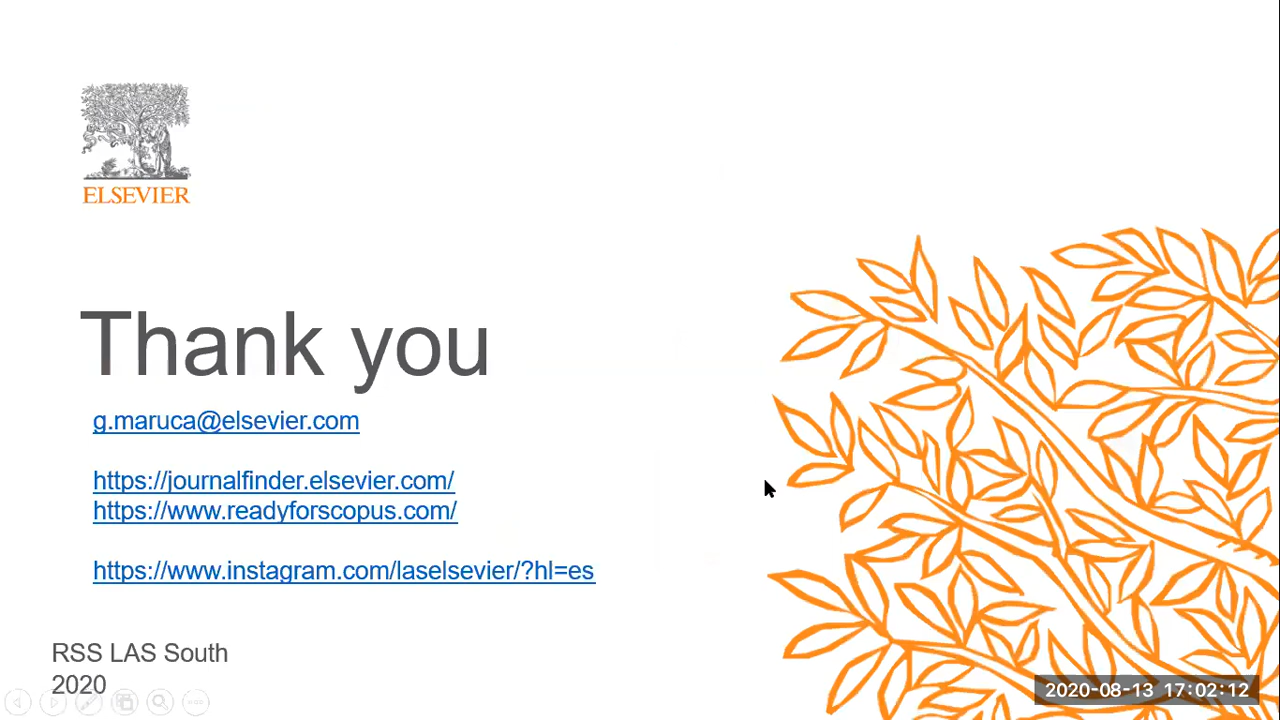 ELSEVIER
Thank you
g.maruca@elsevier.com
https://journalfinder.elsevier.com/
https://www.readyforscopus.com/
https://www.instagram.com/laselsevier/?hl=es
RSS LAS South
2020
2020-08-13 17:02:12